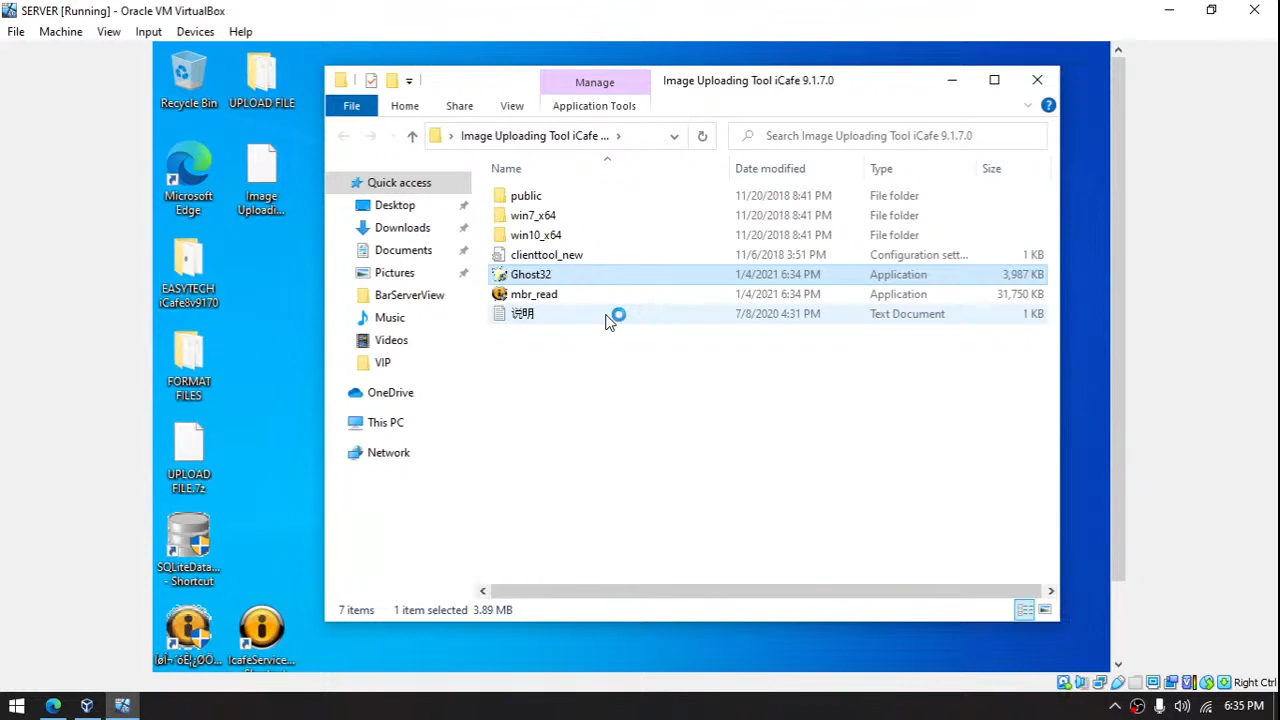 SERVER [Running] - Oracle VM VirtualBox
File Machine View Input Devices Help
Recycle Bin
UPLOAD FILE
Microsoft Edge
Image Uploadi...
EASYTECH iCafe8v9170
FORMAT FILES
UPLOAD FILE.7z
SQLiteData... - Shortcut
IcafeService...
Manage
Image Uploading Tool iCafe 9.1.7.0
File Home Share View Application Tools
Image Uploading Tool iCafe ...
Search Image Uploading Tool iCafe 9.1.7.0
Name Date modified Type Size
Quick access
Desktop
Downloads
Documents
Pictures
BarServerView
Music
Videos
VIP
OneDrive
This PC
Network
public 11/20/2018 8:41 PM File folder
win7_x64 11/20/2018 8:41 PM File folder
win10_x64 11/20/2018 8:41 PM File folder
clienttool_new 11/6/2018 3:51 PM Configuration sett... 1 KB
Ghost32 1/4/2021 6:34 PM Application 3,987 KB
mbr_read 1/4/2021 6:34 PM Application 31,750 KB
说明 7/8/2020 4:31 PM Text Document 1 KB
7 items 1 item selected 3.89 MB
Right Ctrl
6:35 PM